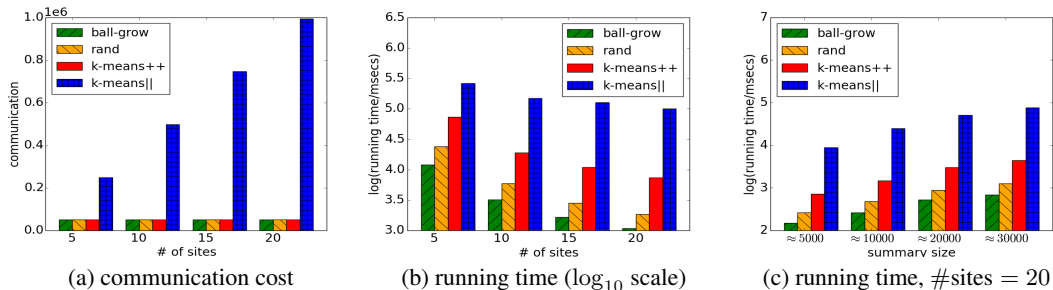 1e6
1.0
0.8
0.6
0.4
0.2
0.0
communication
ball-grow
rand
k-means++
k-means||
5 10 15 20
# of sites
(a) communication cost
6.5
6.0
5.5
5.0
4.5
4.0
3.5
3.0
log(running time/msecs)
ball-grow
rand
k-means++
k-means||
5 10 15 20
# of sites
(b) running time (log10 scale)
7
6
5
4
3
2
log(running time/msecs)
ball-grow
rand
k-means++
k-means||
≈5000 ≈10000 ≈20000 ≈30000
summary size
(c) running time, #sites = 20